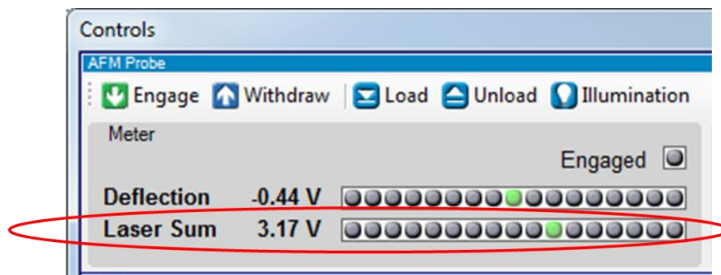 Controls
AFM Probe
Engage Withdraw Load Unload Illumination
Meter
Engaged
Deflection -0.44 V
Laser Sum 3.17 V